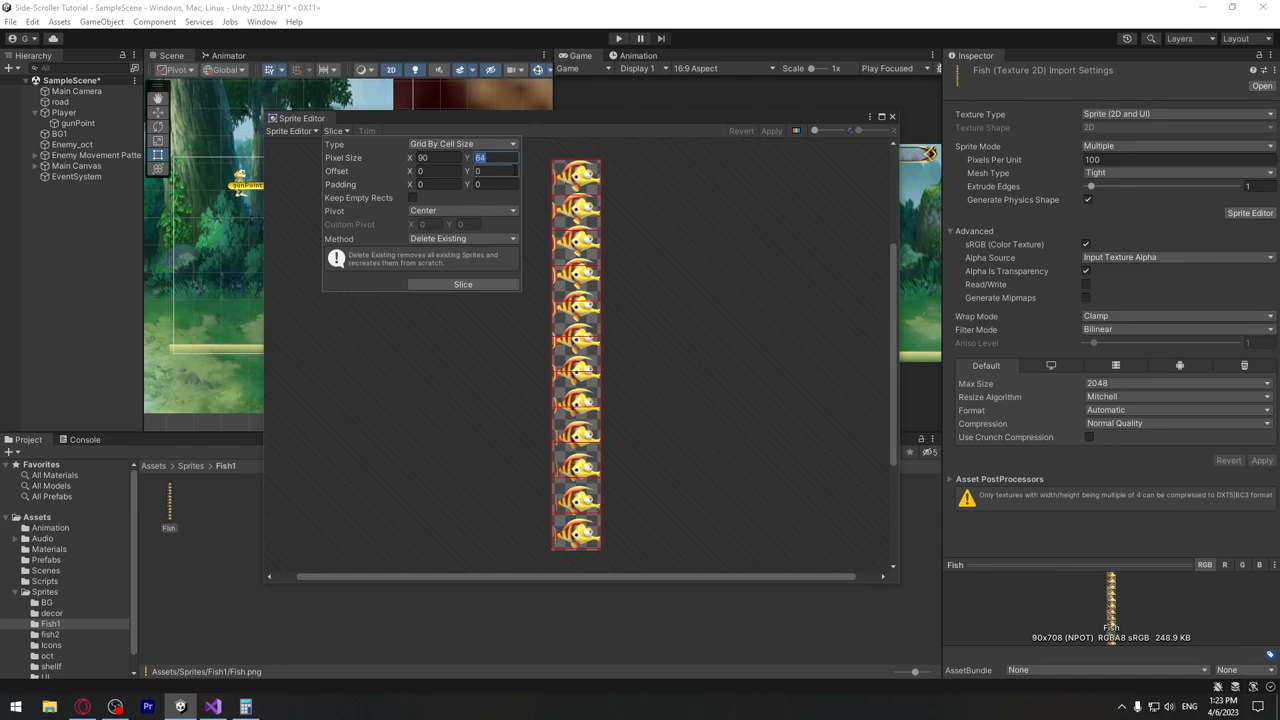 Side-Scroller Tutorial - SampleScene - Windows, Mac, Linux - Unity 2022.2.6f1* <DX11>
File Edit Assets GameObject Component Services Jobs Window Help
G
Layers Layout
Hierarchy
All
SampleScene*
Main Camera
road
Player
gunPoint
BG1
Enemy_oct
Enemy Movement Patte
Main Canvas
EventSystem
Scene Animator
Pivot Global 2D
gunPoint
Game Animation
Game Display 1 16:9 Aspect Scale 1x Play Focused
Sprite Editor
Sprite Editor Slice Trim Revert Apply
Type Grid By Cell Size
Pixel Size X 90 Y 64
Offset X 0 Y 0
Padding X 0 Y 0
Keep Empty Rects
Pivot Center
Custom Pivot X 0 Y 0
Method Delete Existing
Delete Existing removes all existing Sprites and
recreates them from scratch.
Slice
Inspector
Fish (Texture 2D) Import Settings
Open
Texture Type Sprite (2D and UI)
Texture Shape 2D
Sprite Mode Multiple
Pixels Per Unit 100
Mesh Type Tight
Extrude Edges 1
Generate Physics Shape
Sprite Editor
Advanced
sRGB (Color Texture)
Alpha Source Input Texture Alpha
Alpha Is Transparency
Read/Write
Generate Mipmaps
Wrap Mode Clamp
Filter Mode Bilinear
Aniso Level 1
Default
Max Size 2048
Resize Algorithm Mitchell
Format Automatic
Compression Normal Quality
Use Crunch Compression
Revert Apply
Asset PostProcessors
Only textures with width/height being multiple of 4 can be compressed to DXT5|BC3 format
Fish RGB R G B
Fish
90x708 (NPOT) RGBA8 sRGB 248.9 KB
AssetBundle None None
Project Console
5
Favorites
All Materials
All Models
All Prefabs
Assets
Animation
Audio
Materials
Prefabs
Scenes
Scripts
Sprites
BG
decor
Fish1
fish2
Icons
oct
shellf
UI
Assets Sprites Fish1
Fish
Assets/Sprites/Fish1/Fish.png
Pr
ENG
1:23 PM
4/6/2023